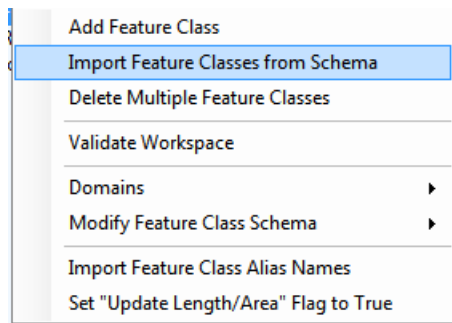 Add Feature Class
Import Feature Classes from Schema
Delete Multiple Feature Classes
Validate Workspace
Domains
Modify Feature Class Schema
Import Feature Class Alias Names
Set "Update Length/Area" Flag to True